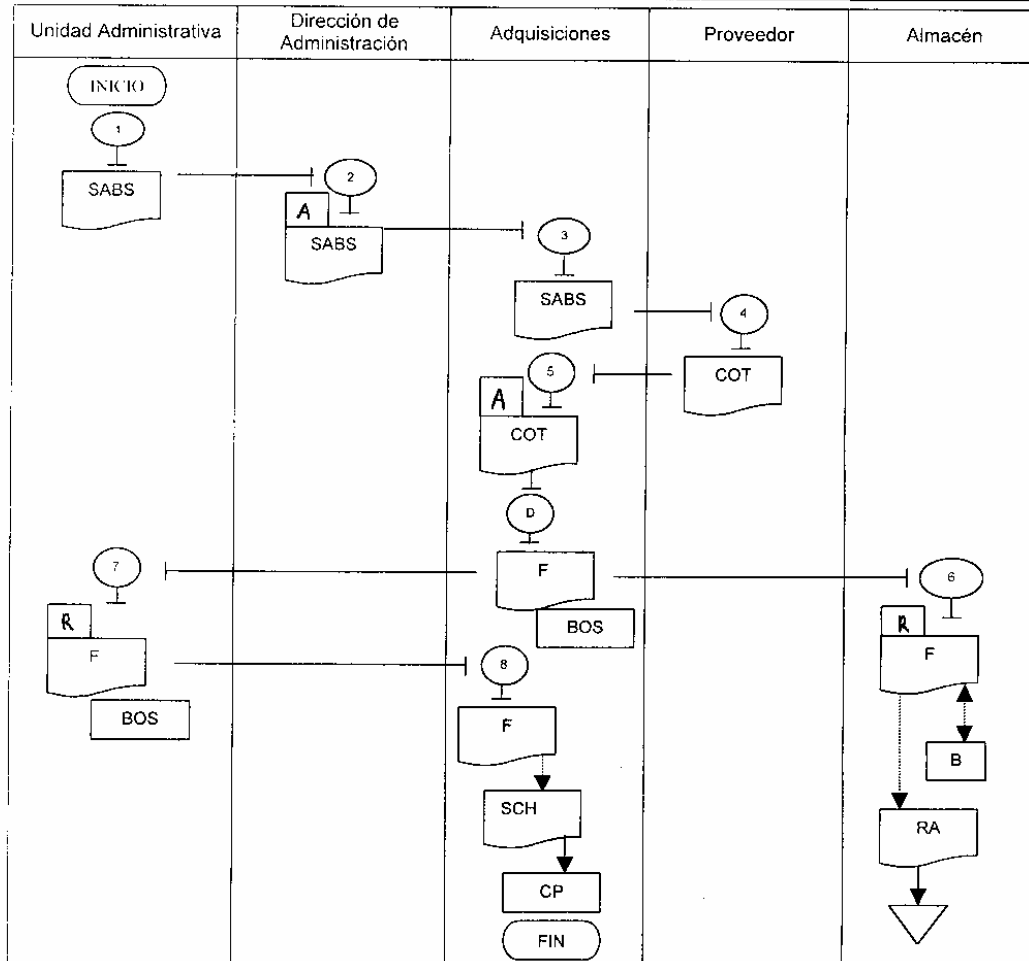 Unidad Administrativa
Dirección de
Administración
Adquisiciones
Proveedor
Almacén
INICIO
1
SABS
2
A
SABS
3
SABS
4
COT
5
A
COT
D
F
BOS
6
R
F
B
RA
7
R
F
BOS
8
F
SCH
CP
FIN